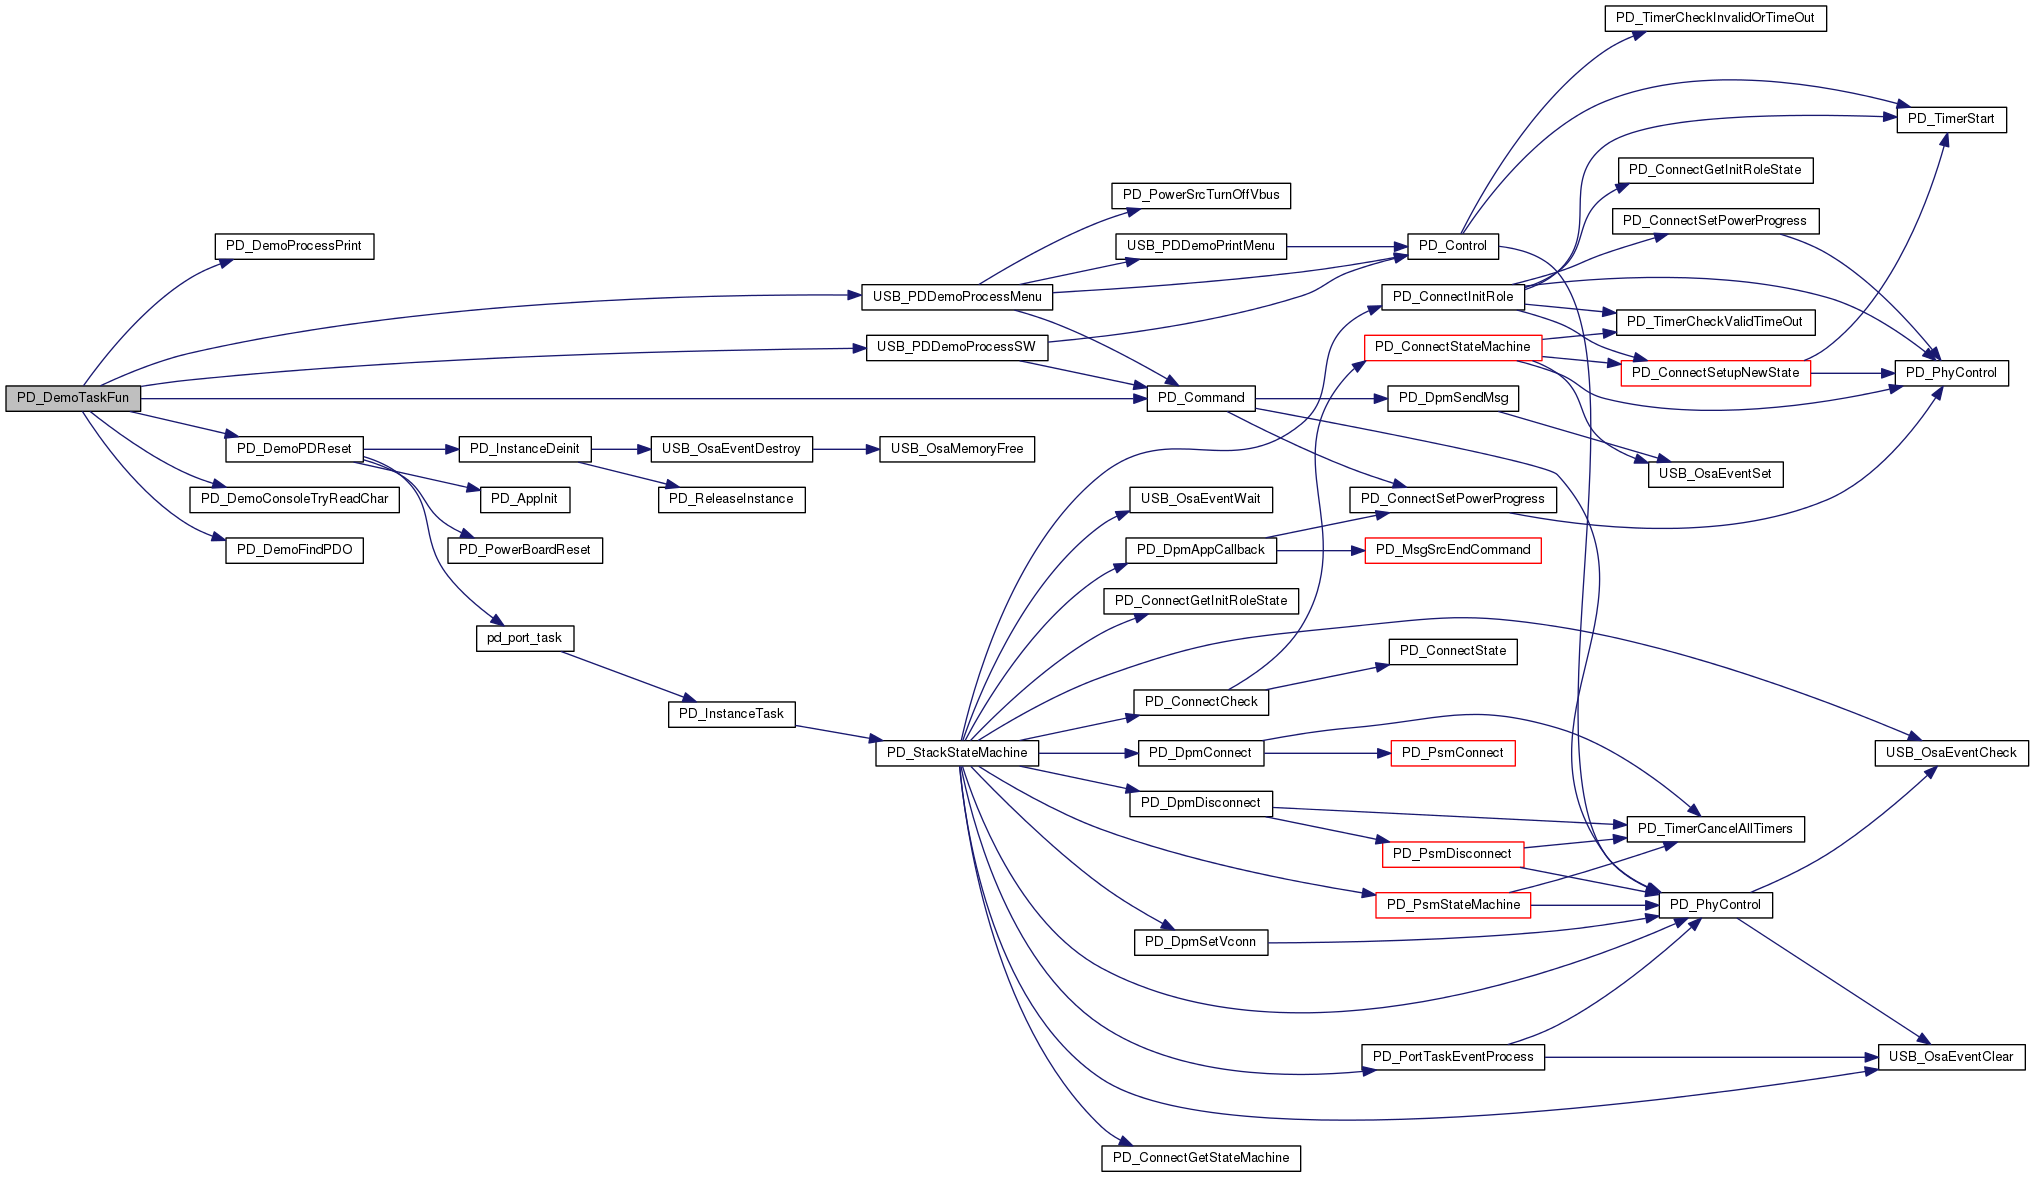 PD_TimerCheckInvalidOrTimeOut
PD_TimerStart
PD_ConnectGetInitRoleState
PD_PowerSrcTurnOffVbus
PD_ConnectSetPowerProgress
PD_DemoProcessPrint
USB_PDDemoPrintMenu
PD_Control
USB_PDDemoProcessMenu
PD_ConnectInitRole
PD_TimerCheckValidTimeOut
USB_PDDemoProcessSW
PD_ConnectStateMachine
PD_ConnectSetupNewState
PD_PhyControl
PD_DemoTaskFun
PD_Command
PD_DpmSendMsg
PD_DemoPDReset
PD_InstanceDeinit
USB_OsaEventDestroy
USB_OsaMemoryFree
USB_OsaEventSet
PD_DemoConsoleTryReadChar
PD_AppInit
PD_ReleaseInstance
USB_OsaEventWait
PD_ConnectSetPowerProgress
PD_DemoFindPDO
PD_PowerBoardReset
PD_DpmAppCallback
PD_MsgSrcEndCommand
PD_ConnectGetInitRoleState
pd_port_task
PD_ConnectState
PD_ConnectCheck
PD_InstanceTask
PD_StackStateMachine
PD_DpmConnect
PD_PsmConnect
USB_OsaEventCheck
PD_DpmDisconnect
PD_TimerCancelAllTimers
PD_PsmDisconnect
PD_PsmStateMachine
PD_PhyControl
PD_DpmSetVconn
PD_PortTaskEventProcess
USB_OsaEventClear
PD_ConnectGetStateMachine